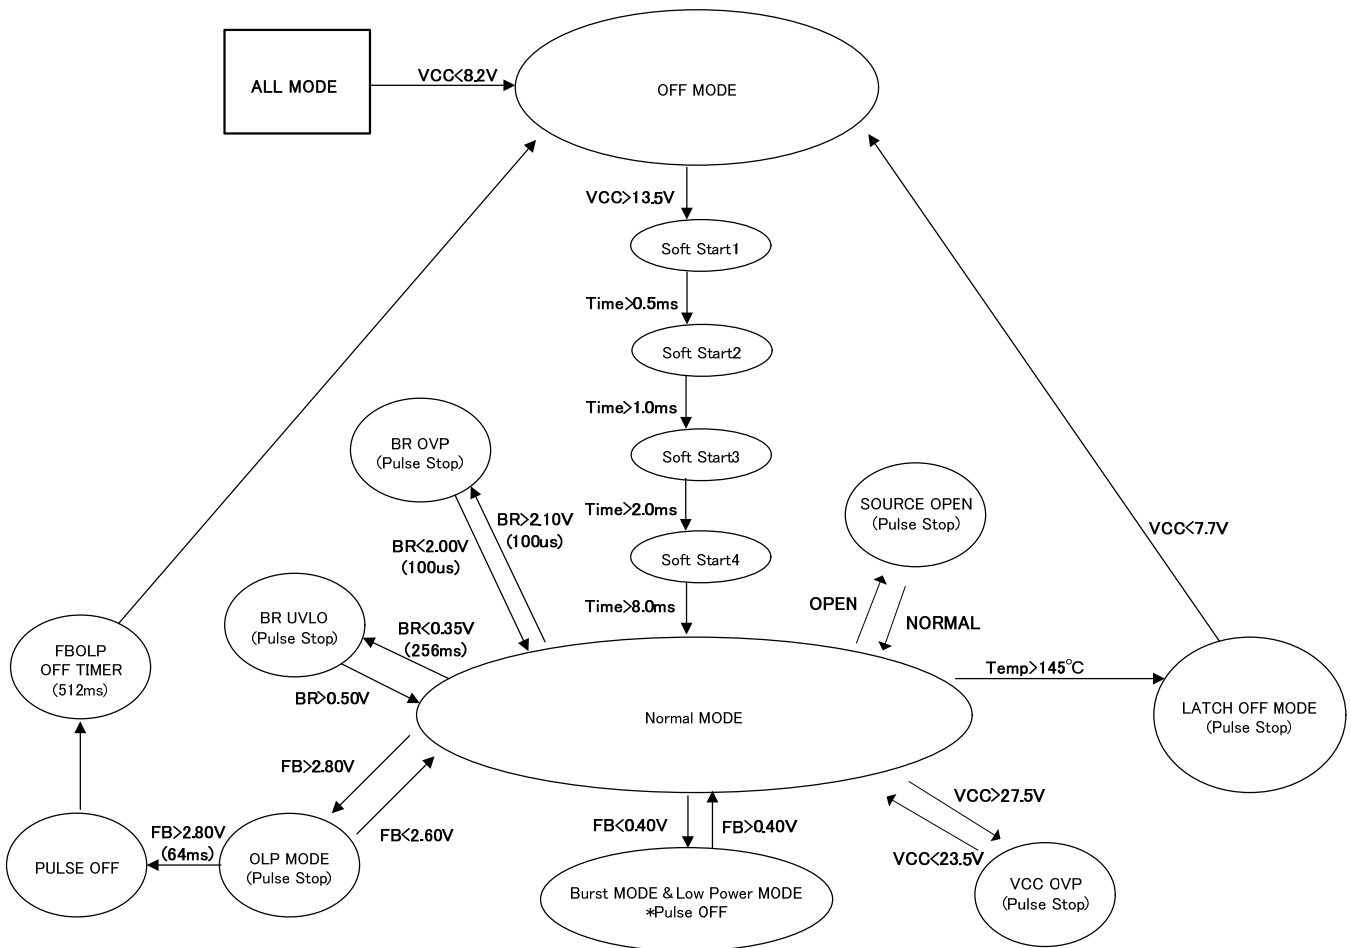 ALL MODE
VCC<8.2V
OFF MODE
VCC>13.5V
Soft Start1
Time>0.5ms
Soft Start2
Time>1.0ms
Soft Start3
Time>2.0ms
Soft Start4
Time>8.0ms
BR OVP
(Pulse Stop)
BR>2.10V
(100us)
BR<2.00V
(100us)
SOURCE OPEN
(Pulse Stop)
OPEN
NORMAL
VCC<7.7V
BR UVLO
(Pulse Stop)
BR<0.35V
(256ms)
BR>0.50V
FBOLP
OFF TIMER
(512ms)
Normal MODE
Temp>145℃
LATCH OFF MODE
(Pulse Stop)
FB>2.80V
FB<2.60V
FB>2.80V
(64ms)
PULSE OFF
OLP MODE
(Pulse Stop)
FB<0.40V
FB>0.40V
Burst MODE & Low Power MODE
*Pulse OFF
VCC>27.5V
VCC<23.5V
VCC OVP
(Pulse Stop)